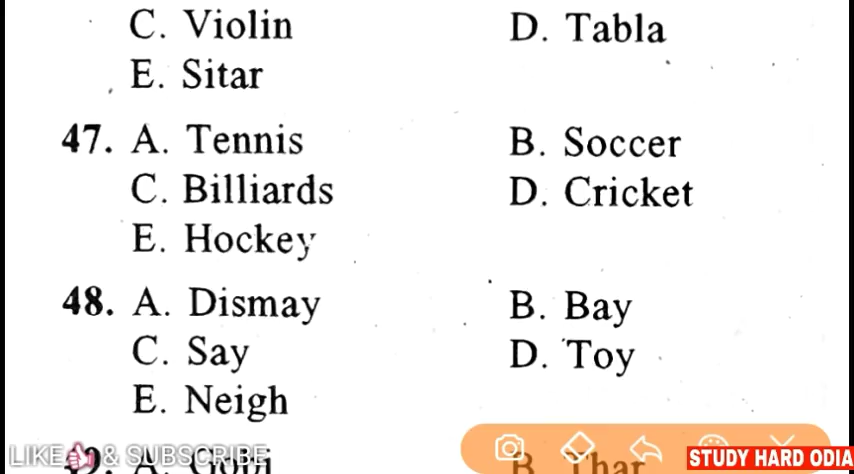 C. Violin D. Tabla
E. Sitar
47. A. Tennis B. Soccer
C. Billiards D. Cricket
E. Hockey
48. A. Dismay B. Bay
C. Say D. Toy
E. Neigh
A. B. Thar
LIKE & SUBSCRIBE
STUDY HARD ODIA